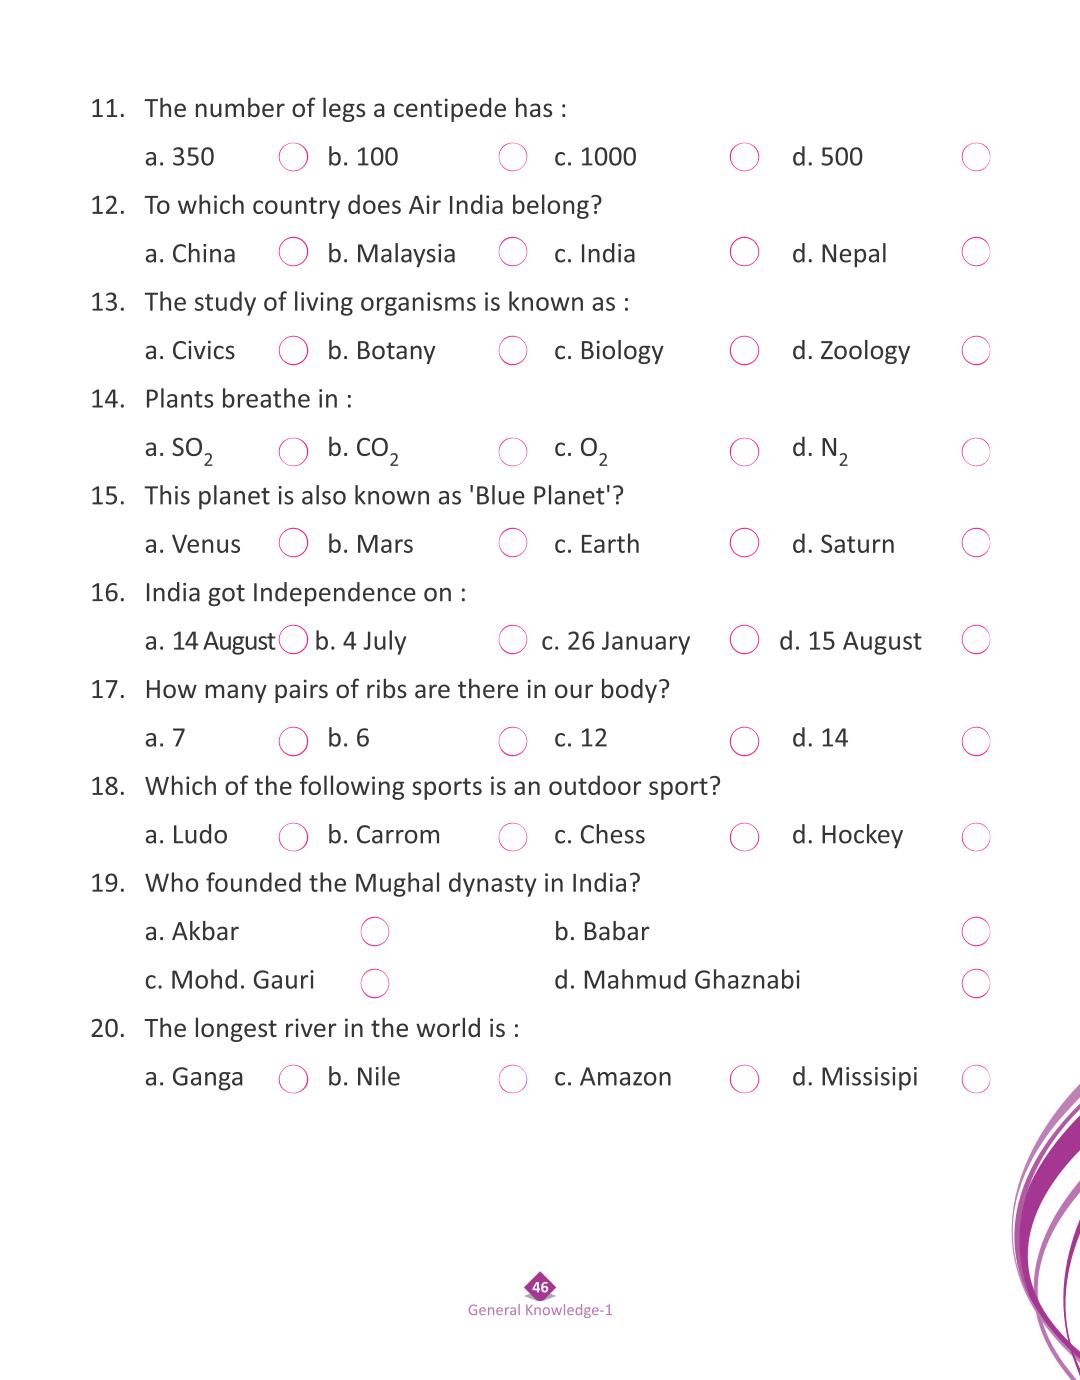 11. The number of legs a centipede has :
a. 350 b. 100 c. 1000 d. 500
12. To which country does Air India belong?
a. China b. Malaysia c. India d. Nepal
13. The study of living organisms is known as :
a. Civics b. Botany c. Biology d. Zoology
14. Plants breathe in :
a. SO₂ b. CO₂ c. O₂ d. N₂
15. This planet is also known as 'Blue Planet'?
a. Venus b. Mars c. Earth d. Saturn
16. India got Independence on :
a. 14 August b. 4 July c. 26 January d. 15 August
17. How many pairs of ribs are there in our body?
a. 7 b. 6 c. 12 d. 14
18. Which of the following sports is an outdoor sport?
a. Ludo b. Carrom c. Chess d. Hockey
19. Who founded the Mughal dynasty in India?
a. Akbar b. Babar
c. Mohd. Gauri d. Mahmud Ghaznabi
20. The longest river in the world is :
a. Ganga b. Nile c. Amazon d. Missisipi
46
General Knowledge-1